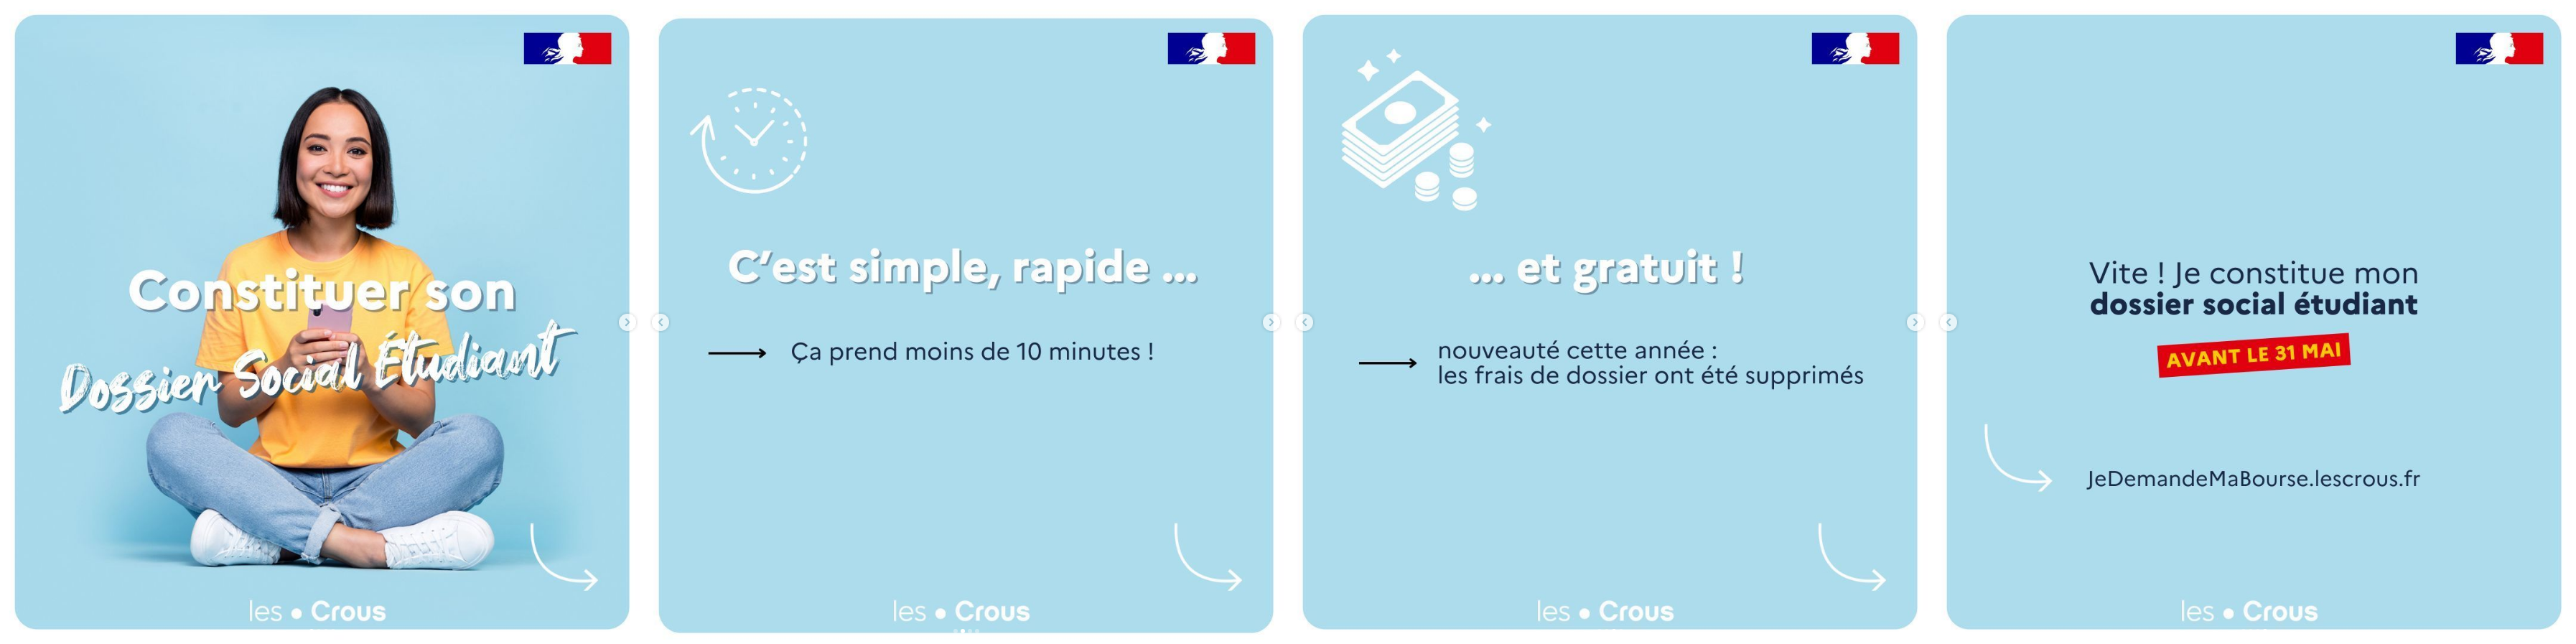 Constituer son
Dossier Social Étudiant
les • Crous
C'est simple, rapide ...
Ça prend moins de 10 minutes !
les • Crous
... et gratuit !
nouveauté cette année :
les frais de dossier ont été supprimés
les • Crous
Vite ! Je constitue mon
dossier social étudiant
AVANT LE 31 MAI
JeDemandeMaBourse.lescrous.fr
les • Crous